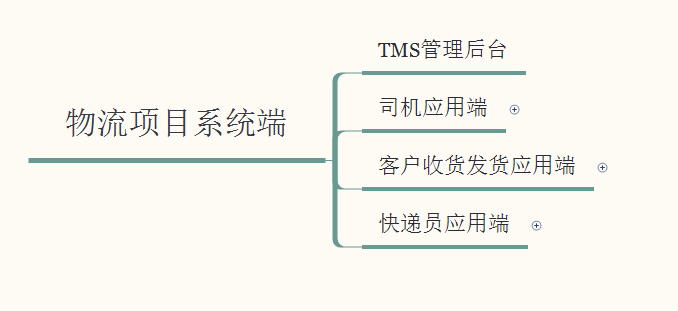 TMS管理后台
司机应用端
物流项目系统端
客户收货发货应用端
快递员应用端